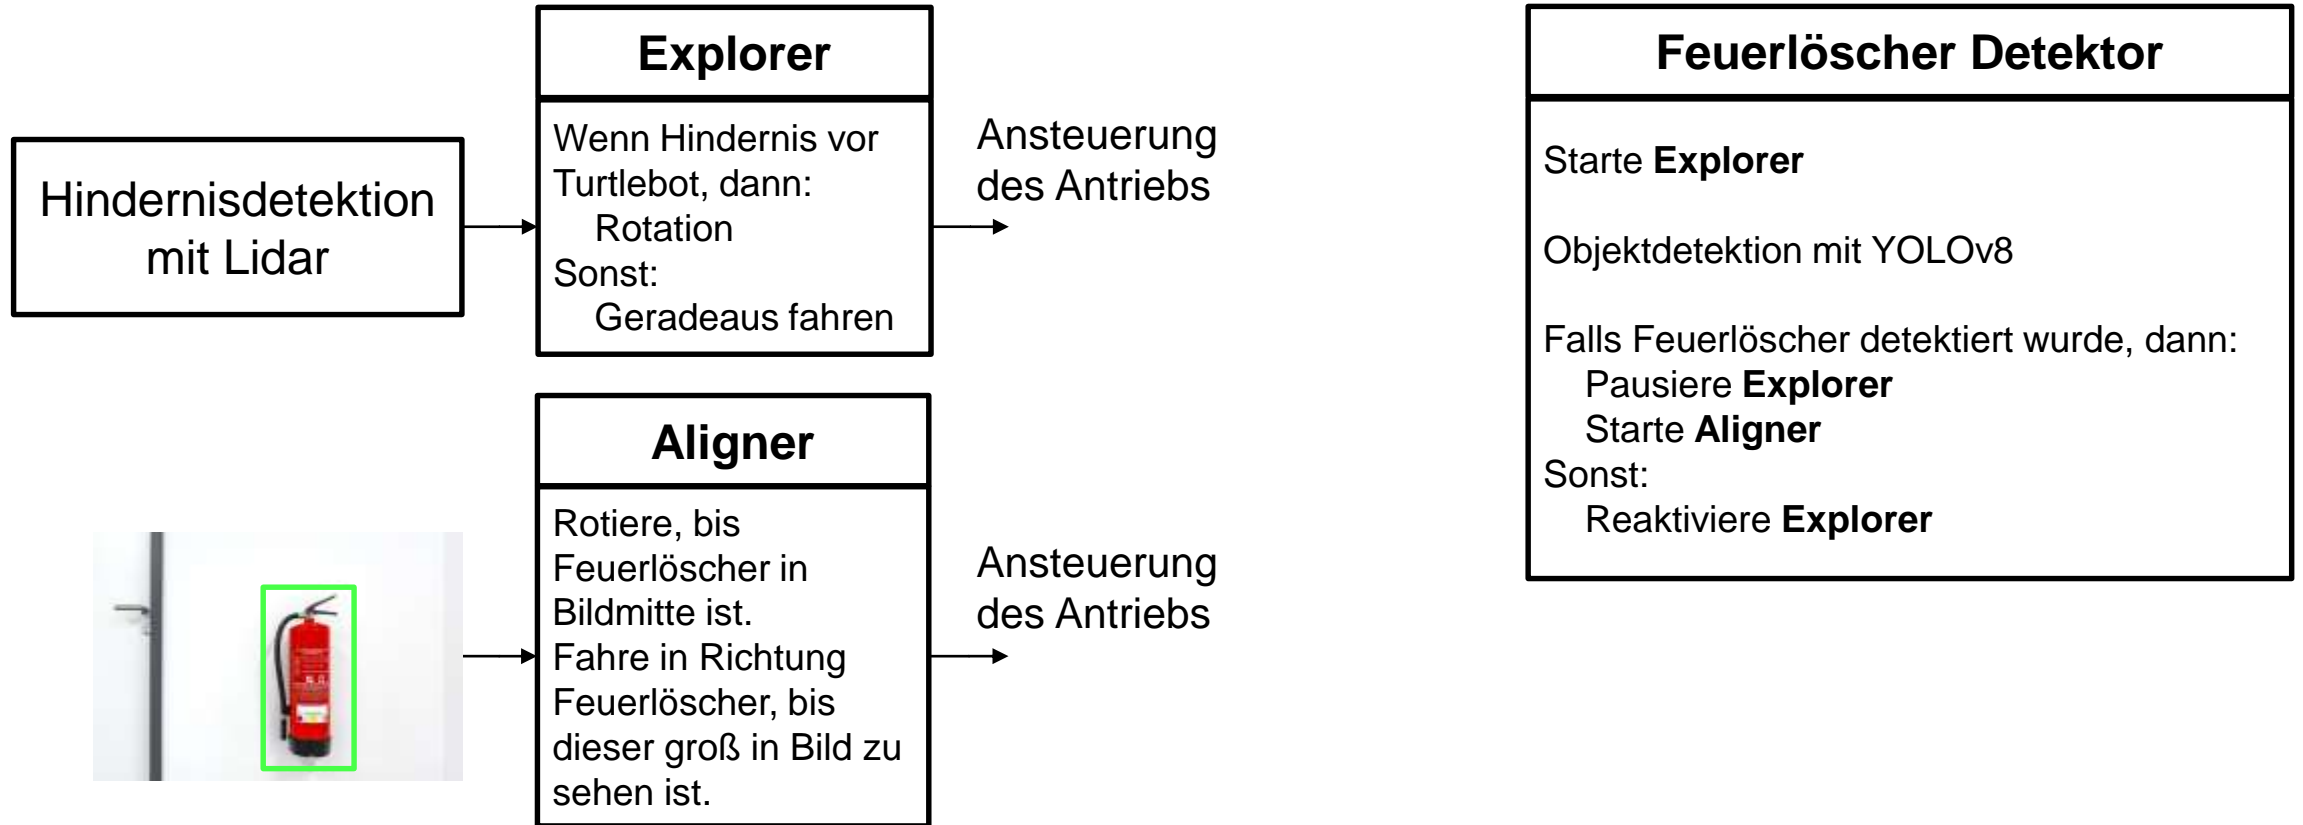 Hindernisdetektion
mit Lidar
Explorer
Wenn Hindernis vor
Turtlebot, dann:
Rotation
Sonst:
Geradeaus fahren
Ansteuerung
des Antriebs
Aligner
Rotiere, bis
Feuerlöscher in
Bildmitte ist.
Fahre in Richtung
Feuerlöscher, bis
dieser groß in Bild zu
sehen ist.
Ansteuerung
des Antriebs
Feuerlöscher Detektor
Starte Explorer
Objektdetektion mit YOLOv8
Falls Feuerlöscher detektiert wurde, dann:
Pausiere Explorer
Starte Aligner
Sonst:
Reaktiviere Explorer